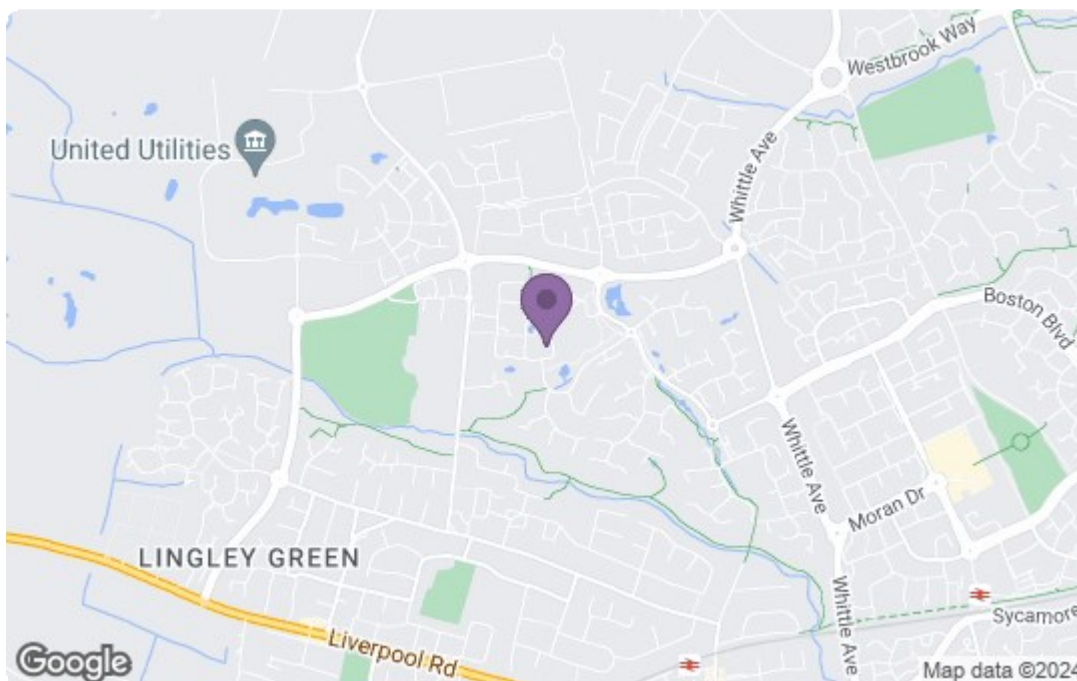 Westbrook Way
United Utilities
Whittle Ave
Boston Blvd
Whittle Ave
Moran Dr
LINGLEY GREEN
Whittle Ave
Sycamore
Liverpool Rd
Google
Map data ©2024